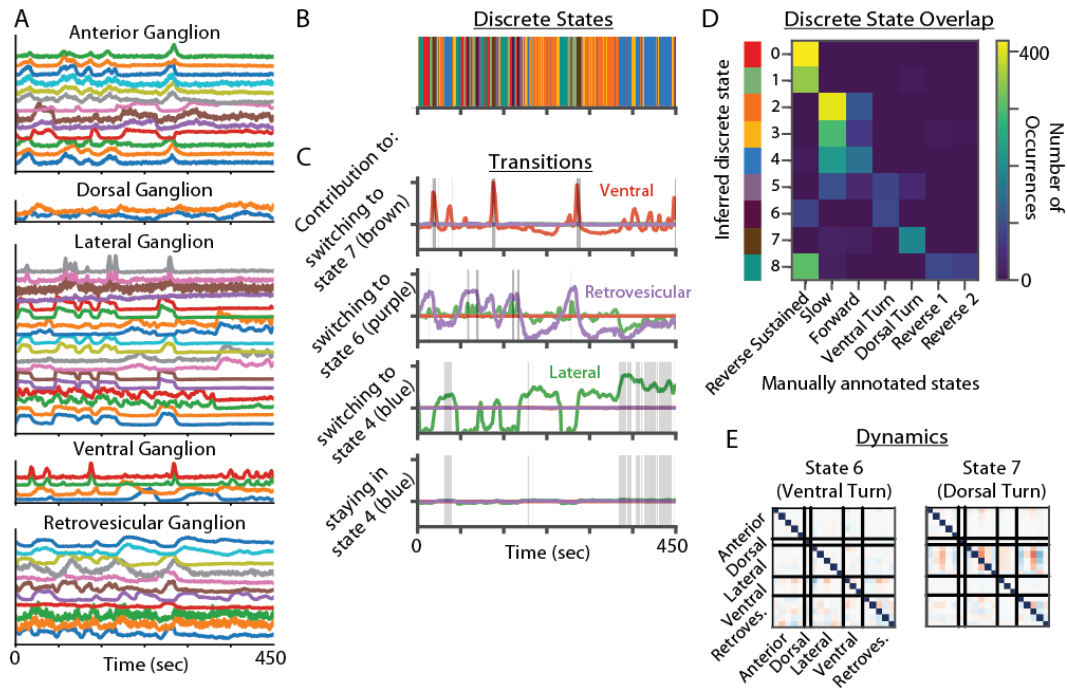 A
Anterior Ganglion
Dorsal Ganglion
Lateral Ganglion
Ventral Ganglion
Retrovesicular Ganglion
0
450
Time (sec)
B
Discrete States
C
Transitions
Contribution to:
switching to
state 7 (brown)
Ventral
switching to
state 6 (purple)
Retrovesicular
switching to
state 4 (blue)
Lateral
staying in
state 4 (blue)
0
450
Time (sec)
D
Discrete State Overlap
Inferred discrete state
0
1
2
3
4
5
6
7
8
400
0
Number of
Occurrences
Reverse Sustained
Slow
Forward
Ventral Turn
Dorsal Turn
Reverse 1
Reverse 2
Manually annotated states
E
Dynamics
State 6
(Ventral Turn)
State 7
(Dorsal Turn)
Anterior
Dorsal
Lateral
Ventral
Retroves.
Anterior
Dorsal
Lateral
Ventral
Retroves.